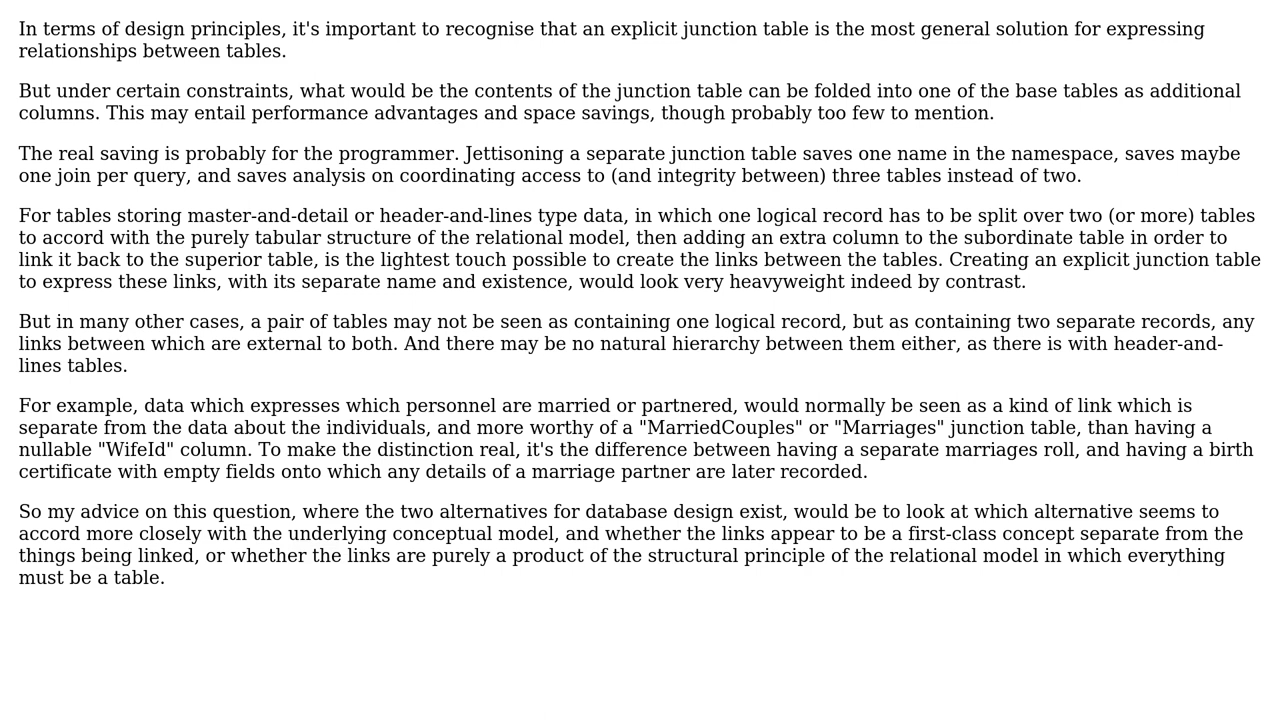 In terms of design principles, it's important to recognise that an explicit junction table is the most general solution for expressing
relationships between tables.
But under certain constraints, what would be the contents of the junction table can be folded into one of the base tables as additional
columns. This may entail performance advantages and space savings, though probably too few to mention.
The real saving is probably for the programmer. Jettisoning a separate junction table saves one name in the namespace, saves maybe
one join per query, and saves analysis on coordinating access to (and integrity between) three tables instead of two.
For tables storing master-and-detail or header-and-lines type data, in which one logical record has to be split over two (or more) tables
to accord with the purely tabular structure of the relational model, then adding an extra column to the subordinate table in order to
link it back to the superior table, is the lightest touch possible to create the links between the tables. Creating an explicit junction table
to express these links, with its separate name and existence, would look very heavyweight indeed by contrast.
But in many other cases, a pair of tables may not be seen as containing one logical record, but as containing two separate records, any
links between which are external to both. And there may be no natural hierarchy between them either, as there is with header-and-
lines tables.
For example, data which expresses which personnel are married or partnered, would normally be seen as a kind of link which is
separate from the data about the individuals, and more worthy of a "MarriedCouples" or "Marriages" junction table, than having a
nullable "WifeId" column. To make the distinction real, it's the difference between having a separate marriages roll, and having a birth
certificate with empty fields onto which any details of a marriage partner are later recorded.
So my advice on this question, where the two alternatives for database design exist, would be to look at which alternative seems to
accord more closely with the underlying conceptual model, and whether the links appear to be a first-class concept separate from the
things being linked, or whether the links are purely a product of the structural principle of the relational model in which everything
must be a table.